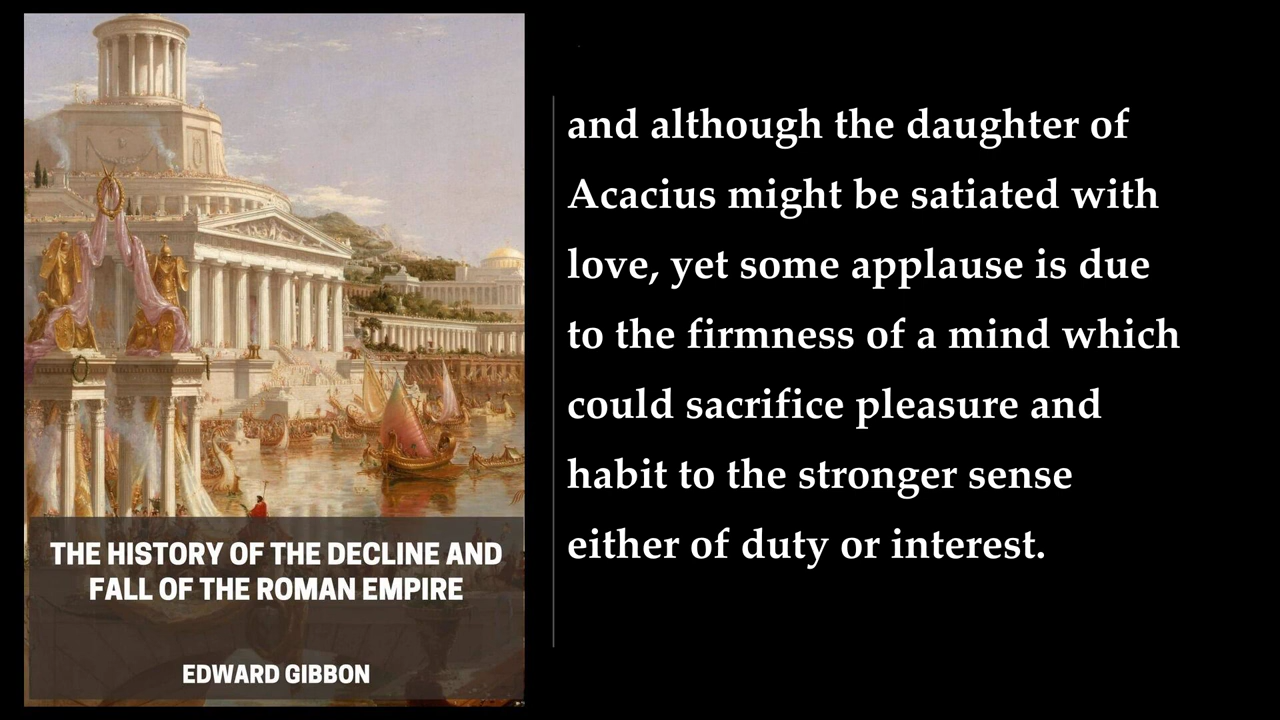 THE HISTORY OF THE DECLINE AND
FALL OF THE ROMAN EMPIRE
EDWARD GIBBON
and although the daughter of
Acacius might be satiated with
love, yet some applause is due
to the firmness of a mind which
could sacrifice pleasure and
habit to the stronger sense
either of duty or interest.